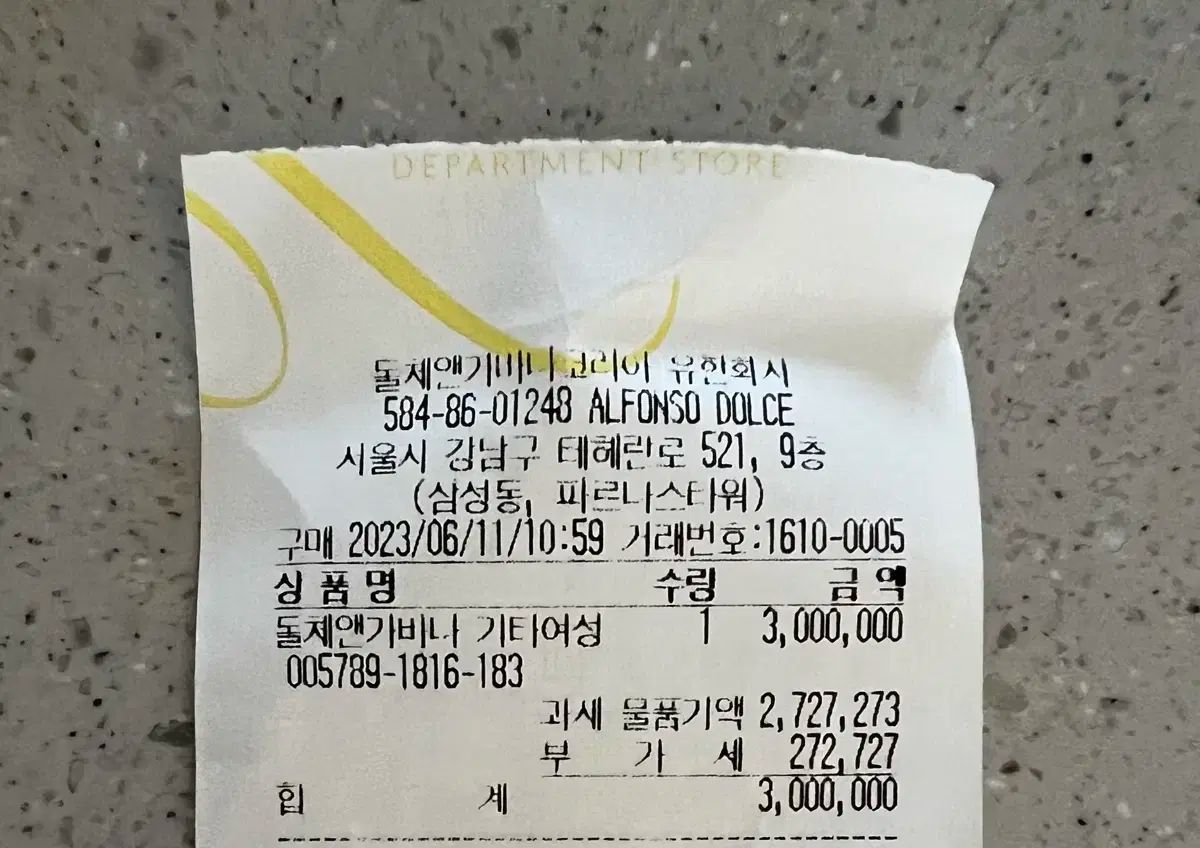 DEPARTMENT STORE
돌체앤가바나코리아 유한회사
584-86-01248 ALFONSO DOLCE
서울시 강남구 테헤란로 521, 9층
(삼성동, 파르나스타워)
구매 2023/06/11/10:59 거래번호:1610-0005
상 품 명 수량 금 액
돌체앤가바나 기타여성 1 3,000,000
005789-1816-183
과세 물품가액 2,727,273
부 가 세 272,727
합 계 3,000,000